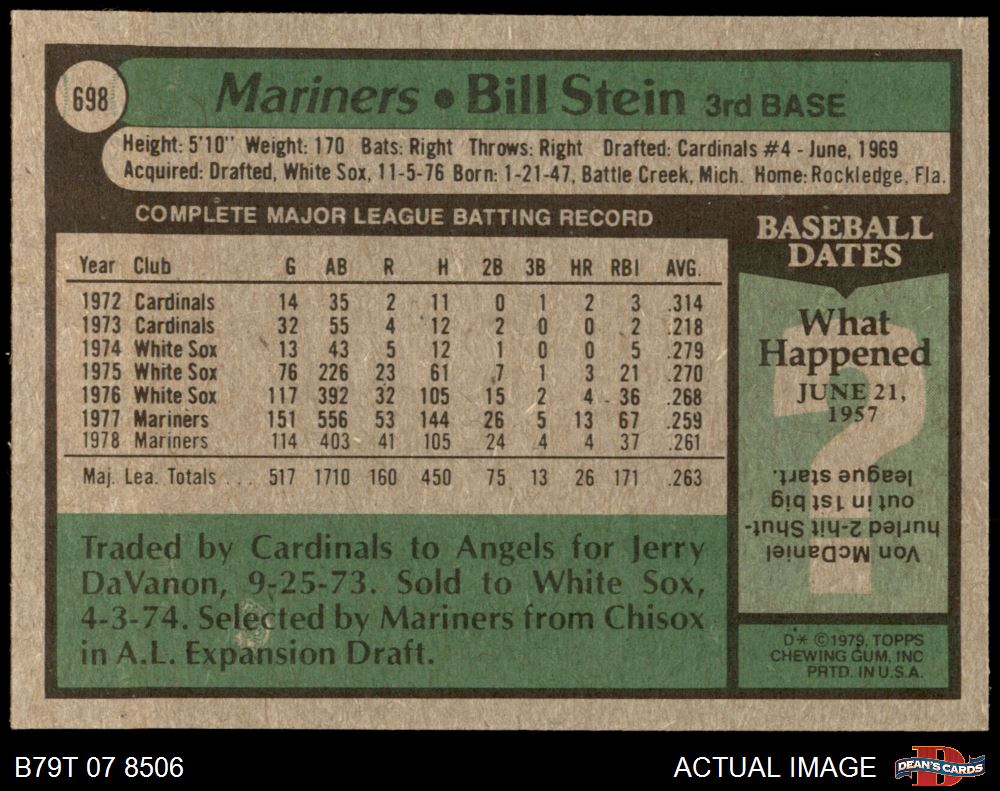 698
Mariners • Bill Stein 3rd BASE
Height: 5'10" Weight: 170 Bats: Right Throws: Right Drafted: Cardinals #4 - June, 1969
Acquired: Drafted, White Sox, 11-5-76 Born: 1-21-47, Battle Creek, Mich. Home: Rockledge, Fla.
COMPLETE MAJOR LEAGUE BATTING RECORD
Year Club G AB R H 2B 3B HR RBI AVG.
1972 Cardinals 14 35 2 11 0 1 2 3 .314
1973 Cardinals 32 55 4 12 2 0 0 2 .218
1974 White Sox 13 43 5 12 1 0 0 5 .279
1975 White Sox 76 226 23 61 7 1 3 21 .270
1976 White Sox 117 392 32 105 15 2 4 36 .268
1977 Mariners 151 556 53 144 26 5 13 67 .259
1978 Mariners 114 403 41 105 24 4 4 37 .261
Maj. Lea. Totals ... 517 1710 160 450 75 13 26 171 .263
Traded by Cardinals to Angels for Jerry
DaVanon, 9-25-73. Sold to White Sox,
4-3-74. Selected by Mariners from Chisox
in A.L. Expansion Draft.
BASEBALL
DATES
What
Happened
JUNE 21,
1957
?
Von McDaniel
hurled 2-hit Shut-
out in 1st big
league start.
D* ©1979, TOPPS
CHEWING GUM, INC
PRTD. IN U.S.A.
B79T 07 8506
ACTUAL IMAGE
D
DEAN'S CARDS